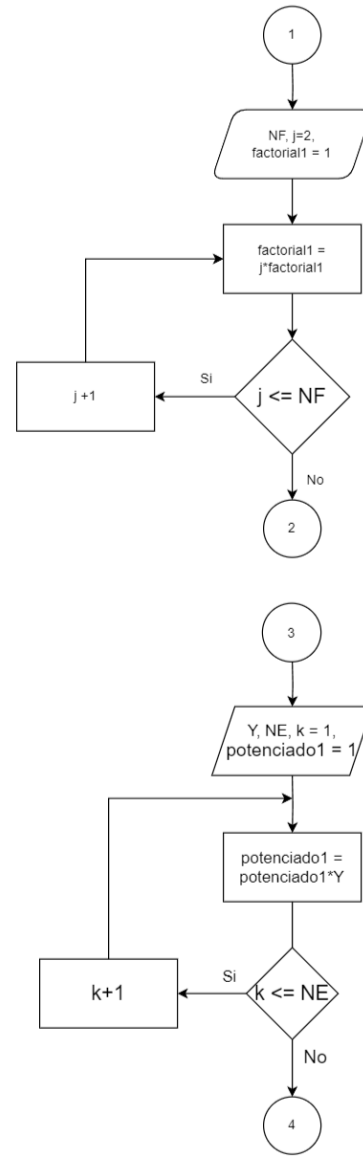 1
NF, j=2,
factorial1 = 1
factorial1 =
j*factorial1
j +1
Si
j <= NF
No
2
3
Y, NE, k = 1,
potenciado1 = 1
potenciado1 =
potenciado1*Y
k+1
Si
k <= NE
No
4